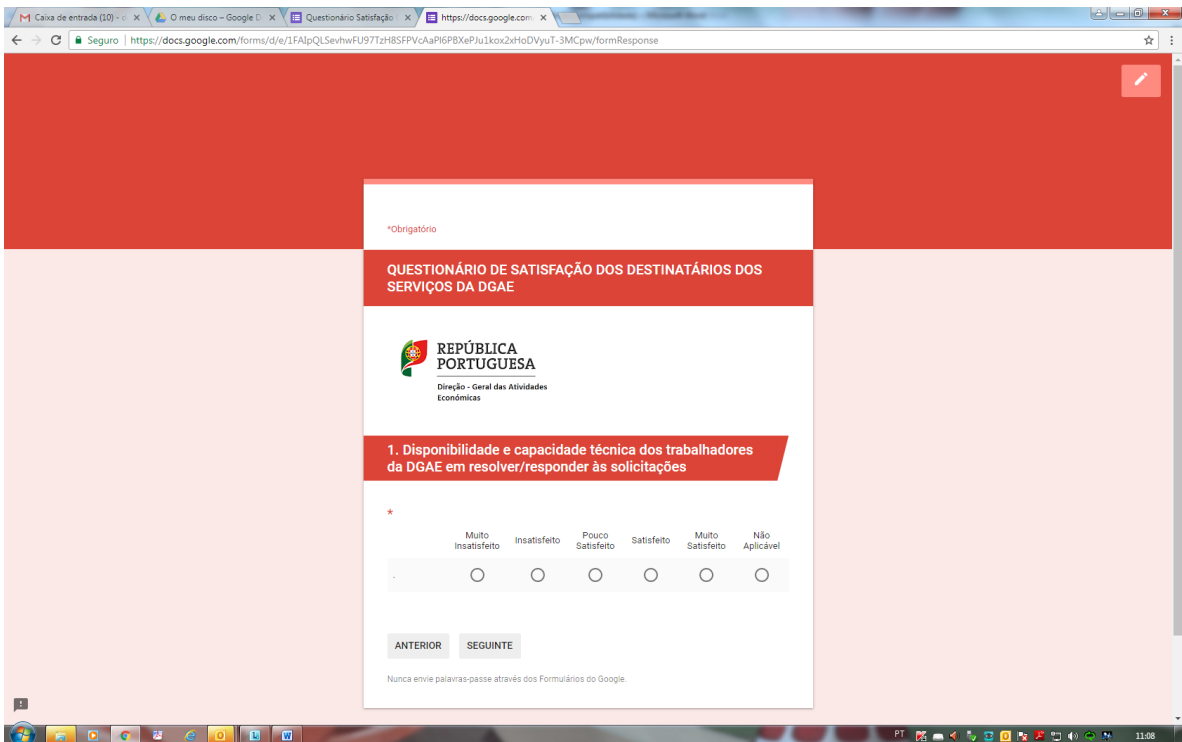 Caixa de entrada (10) - c
O meu disco – Google D
Questionário Satisfação
https://docs.google.com
Seguro | https://docs.google.com/forms/d/e/1FAIpQLSevhwFU97TzH8SFPVcAaPl6PBXePJu1kox2xHoDVyuT-3MCpw/formResponse
*Obrigatório
QUESTIONÁRIO DE SATISFAÇÃO DOS DESTINATÁRIOS DOS
SERVIÇOS DA DGAE
REPÚBLICA
PORTUGUESA
Direção - Geral das Atividades
Económicas
1. Disponibilidade e capacidade técnica dos trabalhadores
da DGAE em resolver/responder às solicitações
*
Muito Insatisfeito Insatisfeito Pouco Satisfeito Satisfeito Muito Satisfeito Não Aplicável
.
ANTERIOR SEGUINTE
Nunca envie palavras-passe através dos Formulários do Google.
PT 11:08